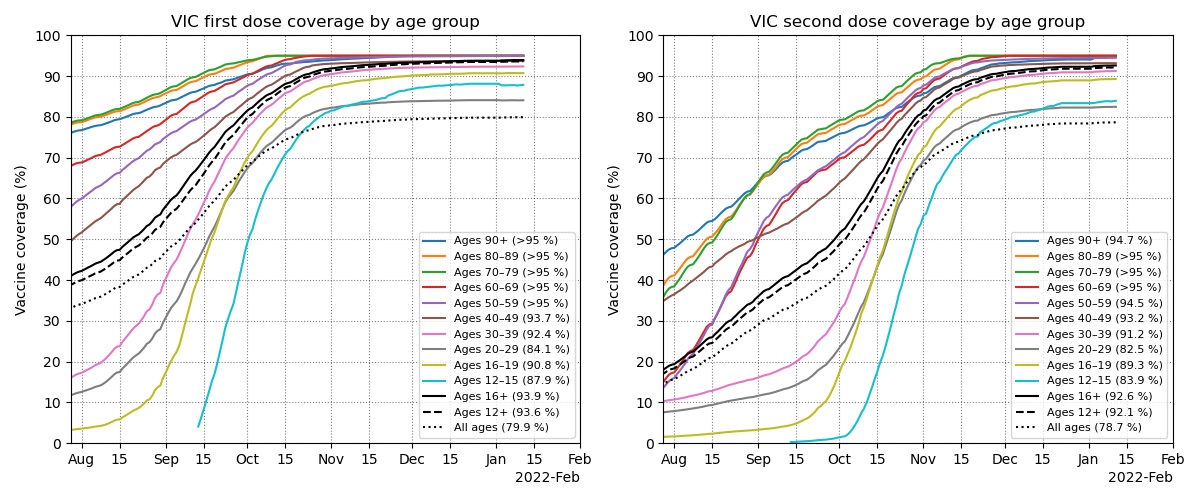 VIC first dose coverage by age group
Vaccine coverage (%)
100
90
80
70
60
50
40
30
20
10
0
Aug 15 Sep 15 Oct 15 Nov 15 Dec 15 Jan 15 Feb
2022-Feb
Ages 90+ (>95 %)
Ages 80–89 (>95 %)
Ages 70–79 (>95 %)
Ages 60–69 (>95 %)
Ages 50–59 (>95 %)
Ages 40–49 (93.7 %)
Ages 30–39 (92.4 %)
Ages 20–29 (84.1 %)
Ages 16–19 (90.8 %)
Ages 12–15 (87.9 %)
Ages 16+ (93.9 %)
Ages 12+ (93.6 %)
All ages (79.9 %)
VIC second dose coverage by age group
Vaccine coverage (%)
100
90
80
70
60
50
40
30
20
10
0
Aug 15 Sep 15 Oct 15 Nov 15 Dec 15 Jan 15 Feb
2022-Feb
Ages 90+ (94.7 %)
Ages 80–89 (>95 %)
Ages 70–79 (>95 %)
Ages 60–69 (>95 %)
Ages 50–59 (94.5 %)
Ages 40–49 (93.2 %)
Ages 30–39 (91.2 %)
Ages 20–29 (82.5 %)
Ages 16–19 (89.3 %)
Ages 12–15 (83.9 %)
Ages 16+ (92.6 %)
Ages 12+ (92.1 %)
All ages (78.7 %)